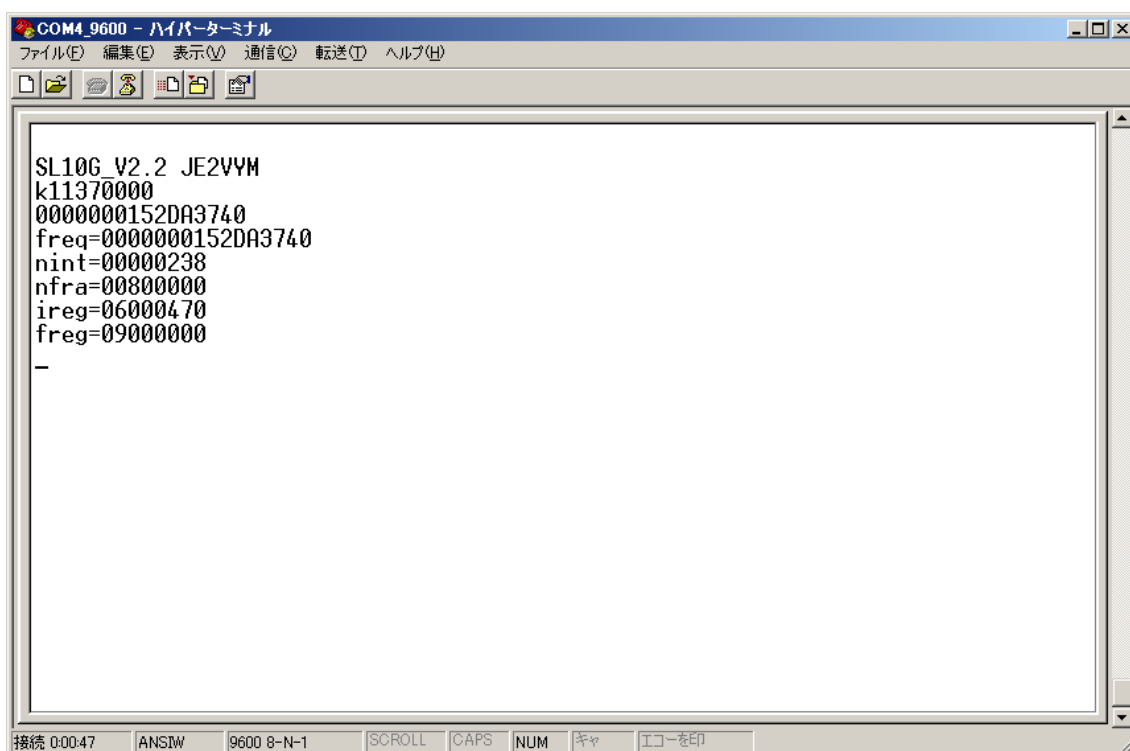 COM4_9600 - ハイパーターミナル
ファイル(F) 編集(E) 表示(V) 通信(C) 転送(T) ヘルプ(H)
SL10G_V2.2 JE2VYM
k11370000
0000000152DA3740
freq=0000000152DA3740
nint=00000238
nfra=00800000
ireg=06000470
freg=09000000
_
接続 0:00:47 ANSIW 9600 8-N-1 SCROLL CAPS NUM キャ エコーを印